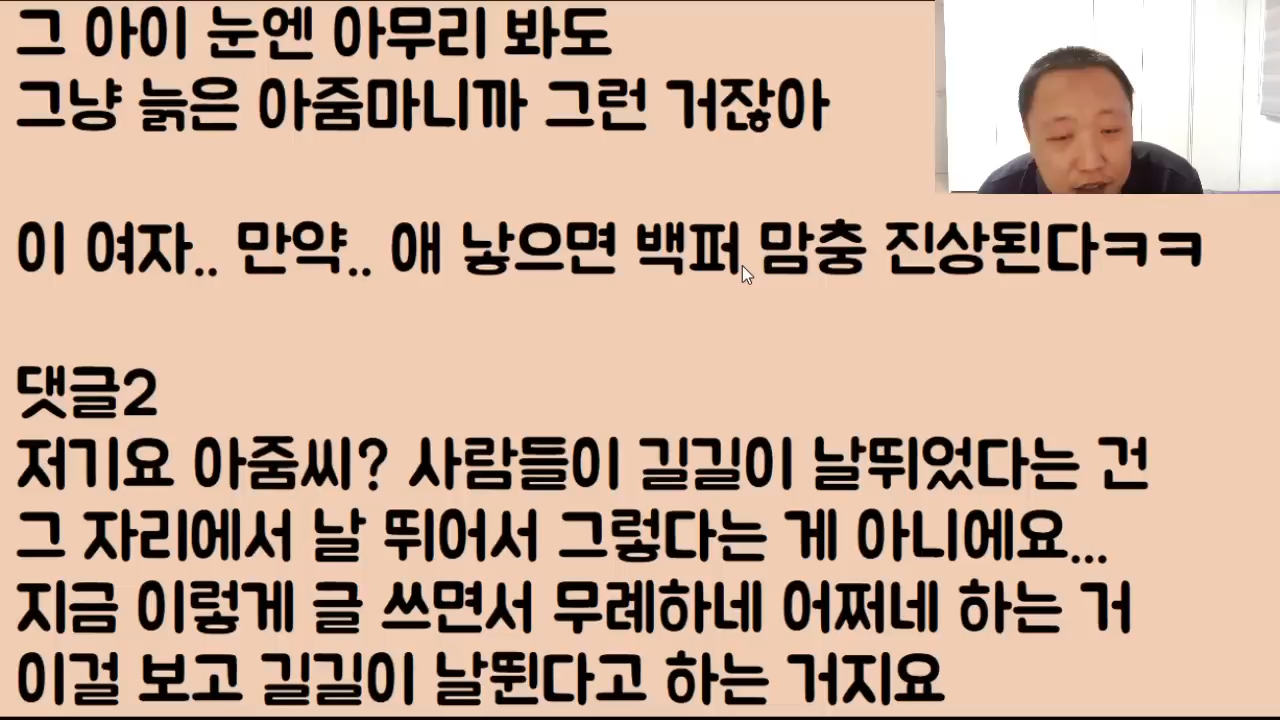 그 아이 눈엔 아무리 봐도
그냥 늙은 아줌마니까 그런 거잖아
이 여자.. 만약.. 애 낳으면 백퍼 맘충 진상된다ㅋㅋ
댓글2
저기요 아줌씨? 사람들이 길길이 날뛰었다는 건
그 자리에서 날 뛰어서 그렇다는 게 아니에요...
지금 이렇게 글 쓰면서 무례하네 어쩌네 하는 거
이걸 보고 길길이 날뛴다고 하는 거지요